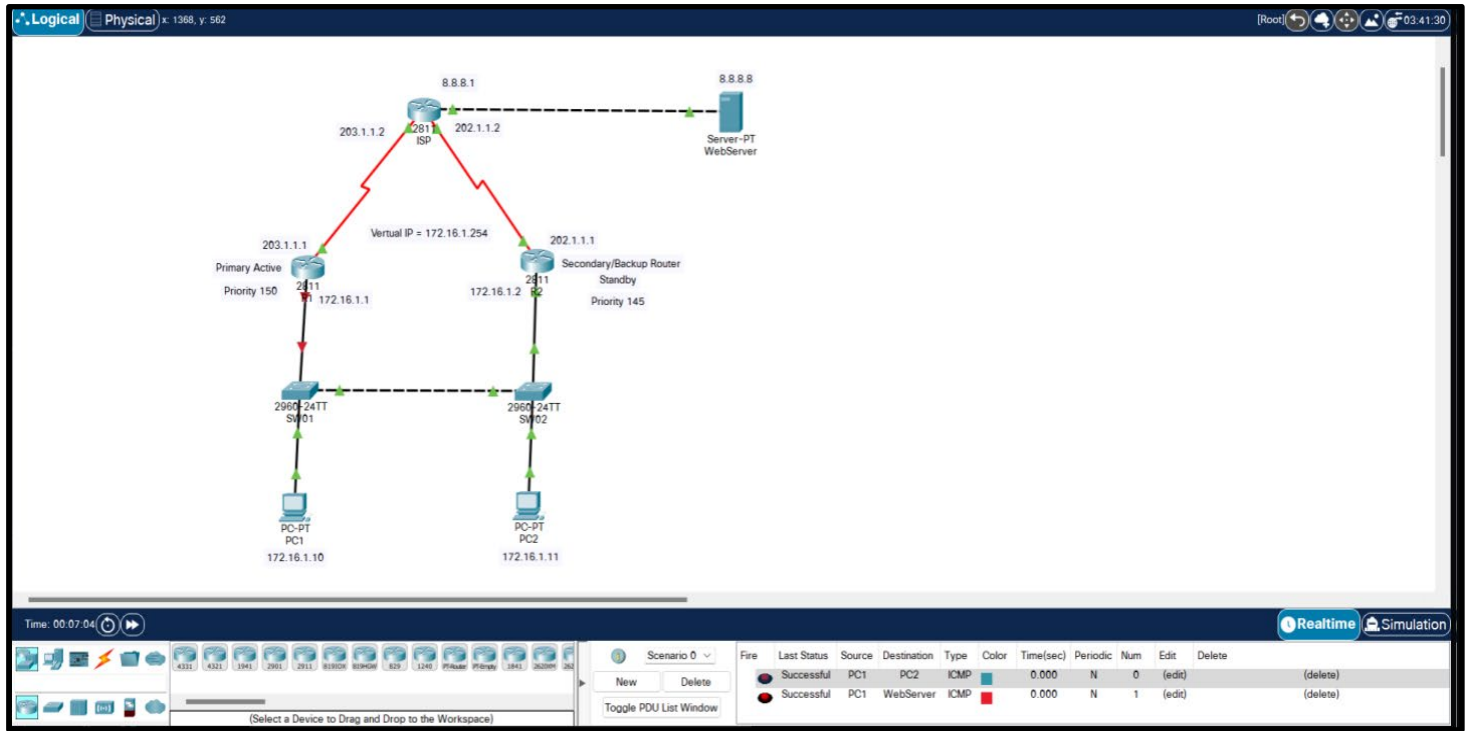 Logical Physical x: 1368, y: 562 [Root] 03:41:30
8.8.8.1
8.8.8.8
203.1.1.2
2811
ISP
202.1.1.2
Server-PT
WebServer
Vertual IP = 172.16.1.254
203.1.1.1
202.1.1.1
Primary Active
Secondary/Backup Router
Standby
Priority 150
2811
172.16.1.1
172.16.1.2
2811
R2
Priority 145
2960-24TT
SW01
2960-24TT
SW02
PC-PT
PC1
172.16.1.10
PC-PT
PC2
172.16.1.11
Time: 00:07:04
Realtime Simulation
4331 4321 1941 2901 2911 819IOX 819HGW 829 1240 PT-Router PT-Empty 1841 2620XM
(Select a Device to Drag and Drop to the Workspace)
Scenario 0
New Delete
Toggle PDU List Window
Fire Last Status Source Destination Type Color Time(sec) Periodic Num Edit Delete
Successful PC1 PC2 ICMP 0.000 N 0 (edit) (delete)
Successful PC1 WebServer ICMP 0.000 N 1 (edit) (delete)